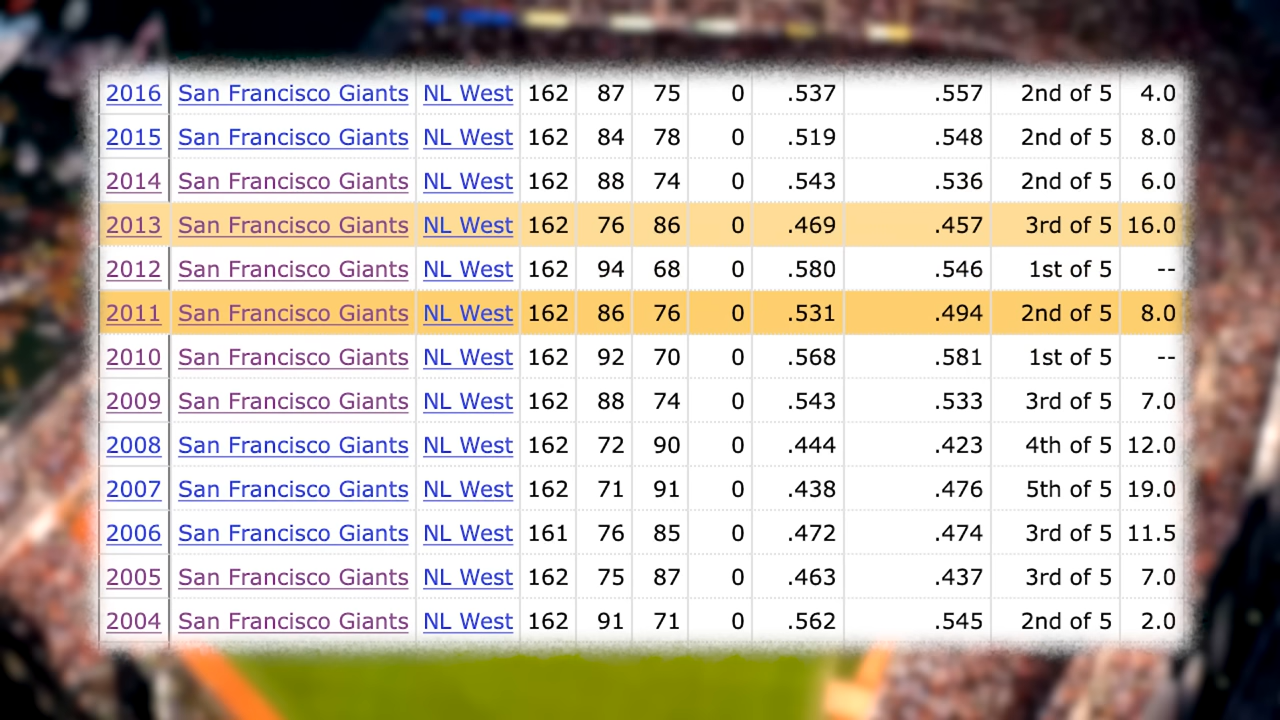 2016 San Francisco Giants NL West 162 87 75 0 .537 .557 2nd of 5 4.0
2015 San Francisco Giants NL West 162 84 78 0 .519 .548 2nd of 5 8.0
2014 San Francisco Giants NL West 162 88 74 0 .543 .536 2nd of 5 6.0
2013 San Francisco Giants NL West 162 76 86 0 .469 .457 3rd of 5 16.0
2012 San Francisco Giants NL West 162 94 68 0 .580 .546 1st of 5 --
2011 San Francisco Giants NL West 162 86 76 0 .531 .494 2nd of 5 8.0
2010 San Francisco Giants NL West 162 92 70 0 .568 .581 1st of 5 --
2009 San Francisco Giants NL West 162 88 74 0 .543 .533 3rd of 5 7.0
2008 San Francisco Giants NL West 162 72 90 0 .444 .423 4th of 5 12.0
2007 San Francisco Giants NL West 162 71 91 0 .438 .476 5th of 5 19.0
2006 San Francisco Giants NL West 161 76 85 0 .472 .474 3rd of 5 11.5
2005 San Francisco Giants NL West 162 75 87 0 .463 .437 3rd of 5 7.0
2004 San Francisco Giants NL West 162 91 71 0 .562 .545 2nd of 5 2.0